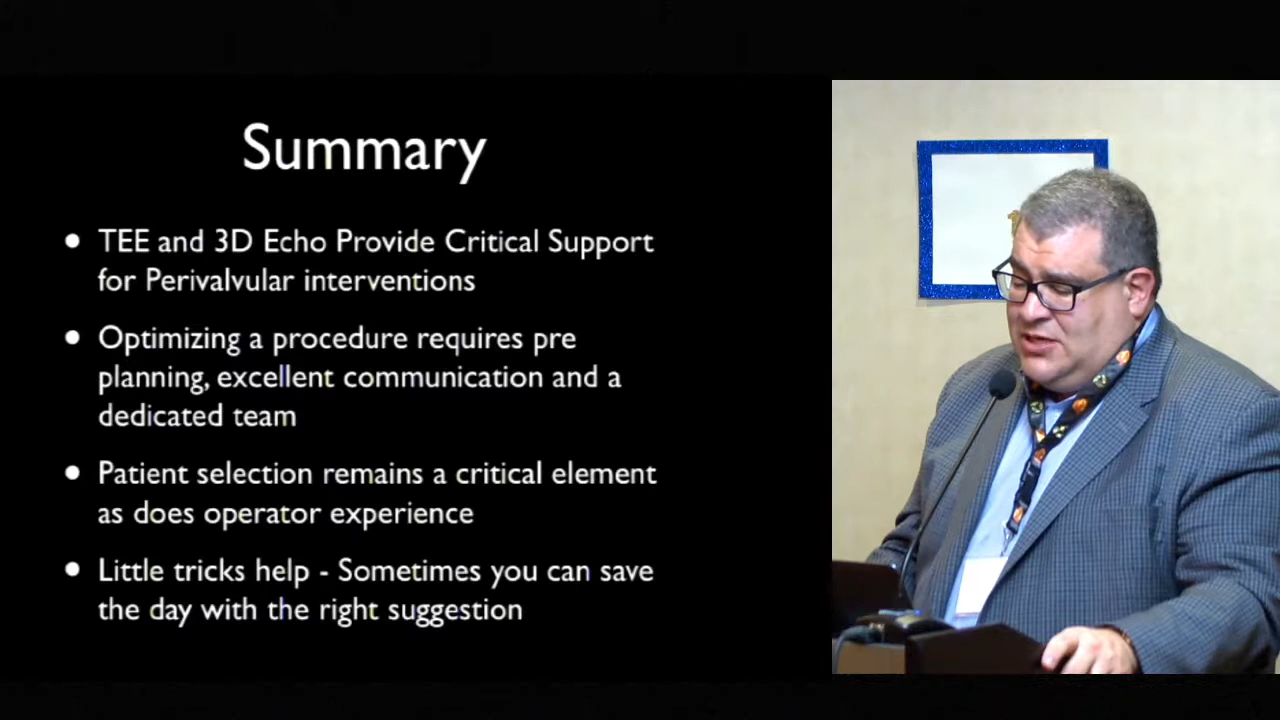 Summary
• TEE and 3D Echo Provide Critical Support
for Perivalvular interventions
• Optimizing a procedure requires pre
planning, excellent communication and a
dedicated team
• Patient selection remains a critical element
as does operator experience
• Little tricks help - Sometimes you can save
the day with the right suggestion